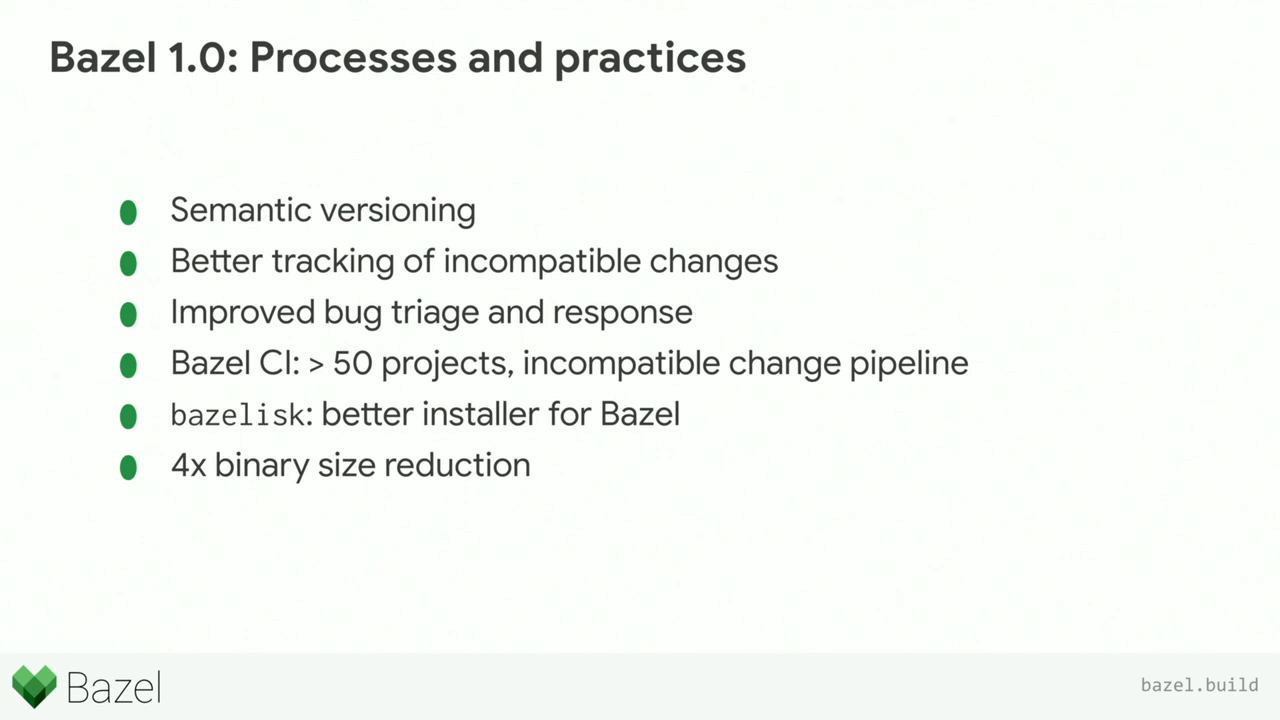 Bazel 1.0: Processes and practices
Semantic versioning
Better tracking of incompatible changes
Improved bug triage and response
Bazel CI: > 50 projects, incompatible change pipeline
bazelisk: better installer for Bazel
4x binary size reduction
Bazel
bazel.build